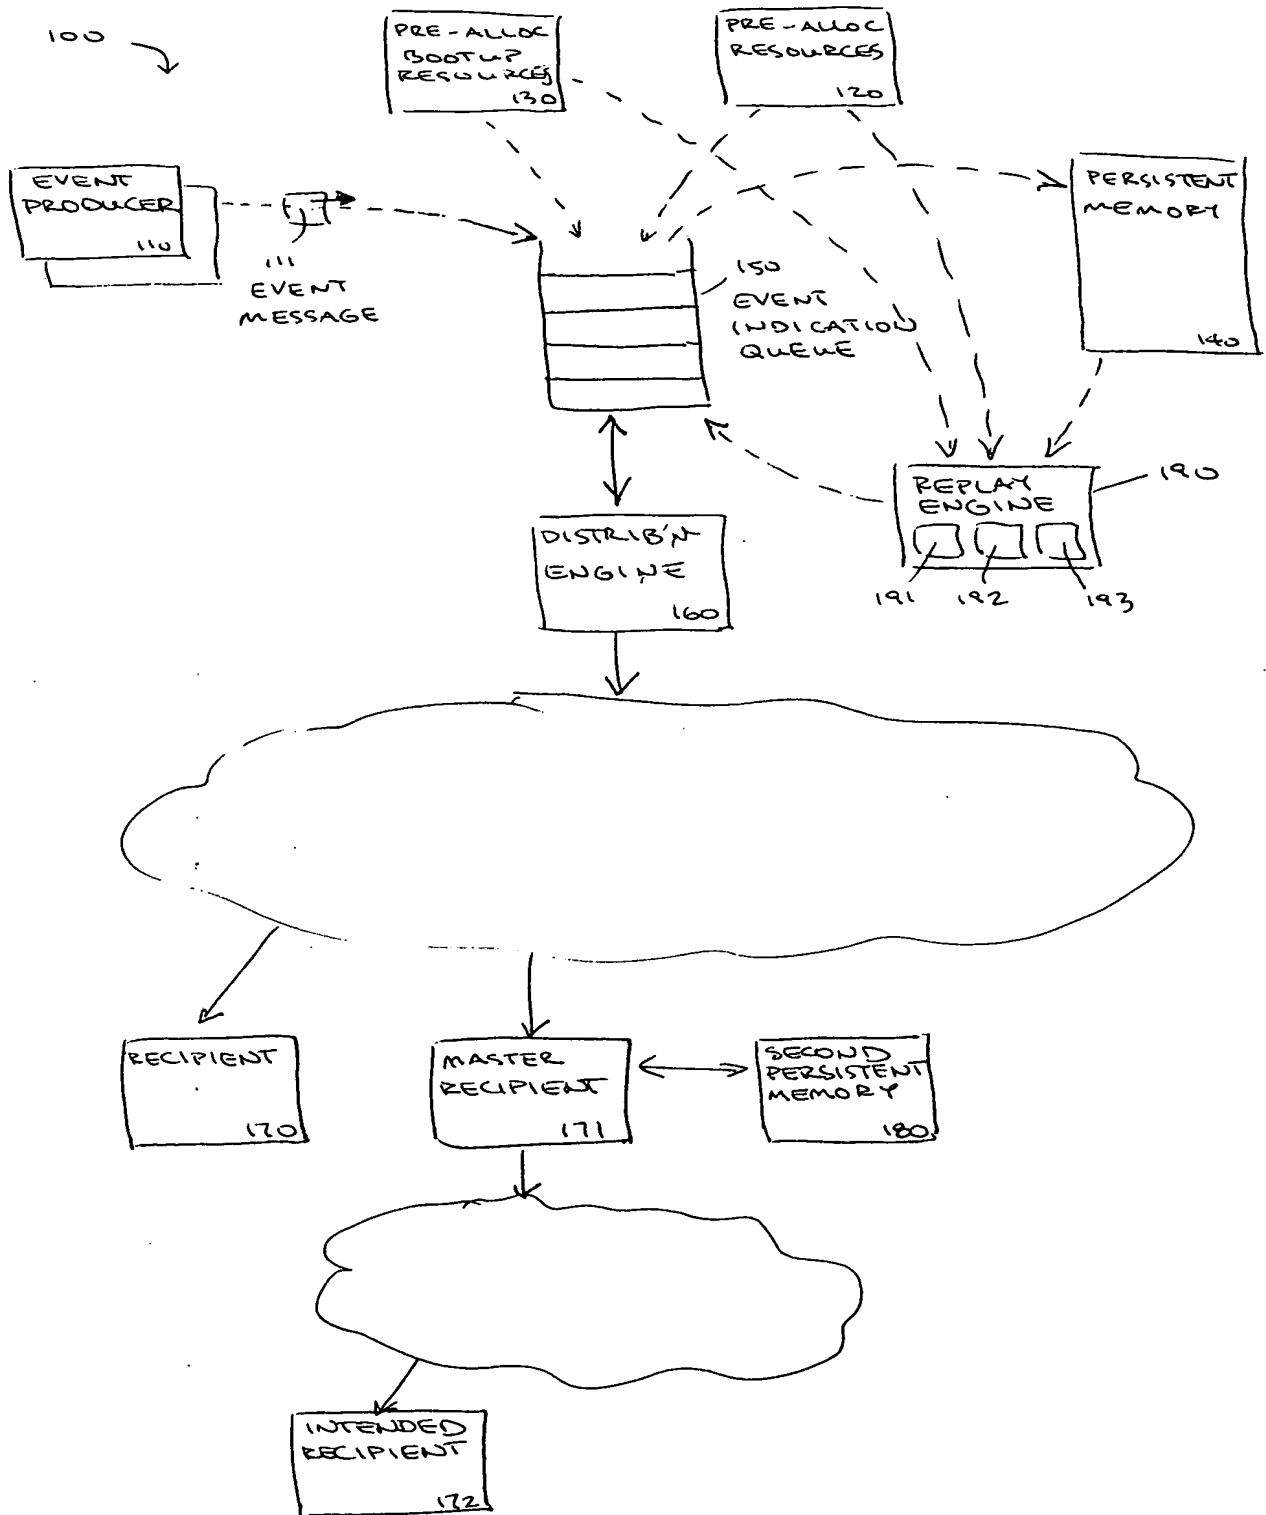 100
PRE-ALLOC
BOOTUP
RESOURCES
130
PRE-ALLOC
RESOURCES
120
EVENT
PRODUCER
110
111
EVENT
MESSAGE
150
EVENT
INDICATION
QUEUE
PERSISTENT
MEMORY
140
REPLAY
ENGINE
190
191 192 193
DISTRIB'N
ENGINE
160
RECIPIENT
170
MASTER
RECIPIENT
171
SECOND
PERSISTENT
MEMORY
180
INTENDED
RECIPIENT
172